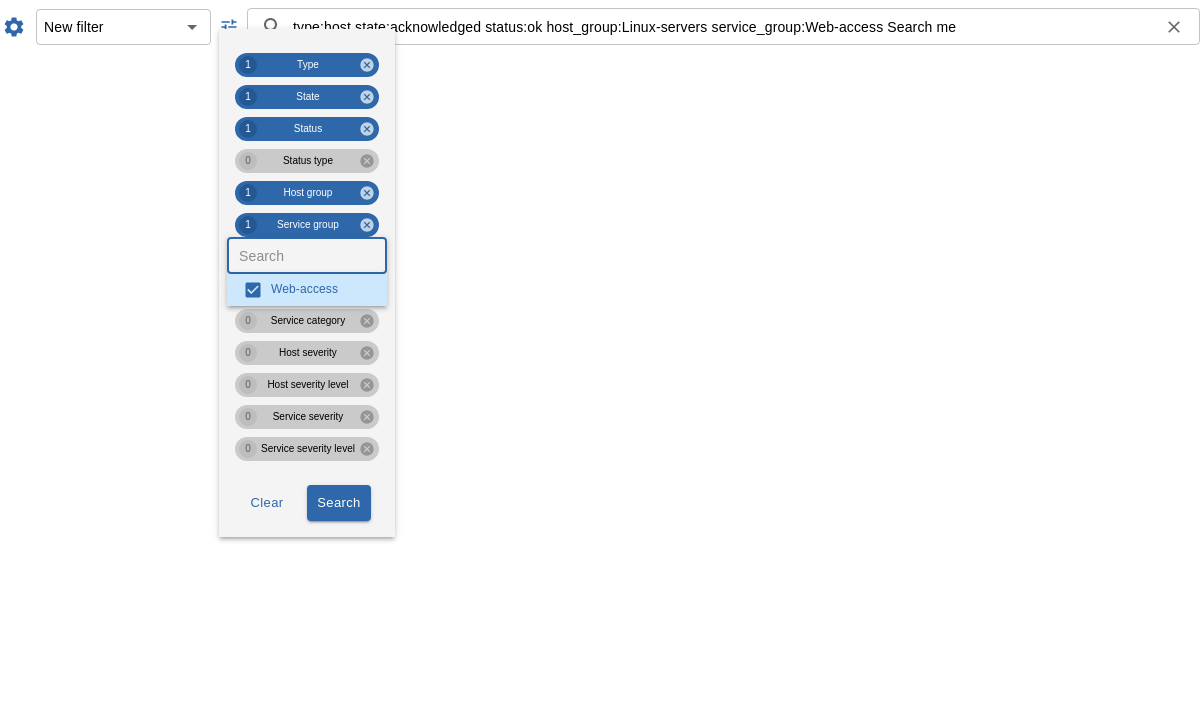 New filter
type:host state:acknowledged status:ok host_group:Linux-servers service_group:Web-access Search me
1 Type
1 State
1 Status
0 Status type
1 Host group
1 Service group
Search
Web-access
0 Service category
0 Host severity
0 Host severity level
0 Service severity
0 Service severity level
Clear Search